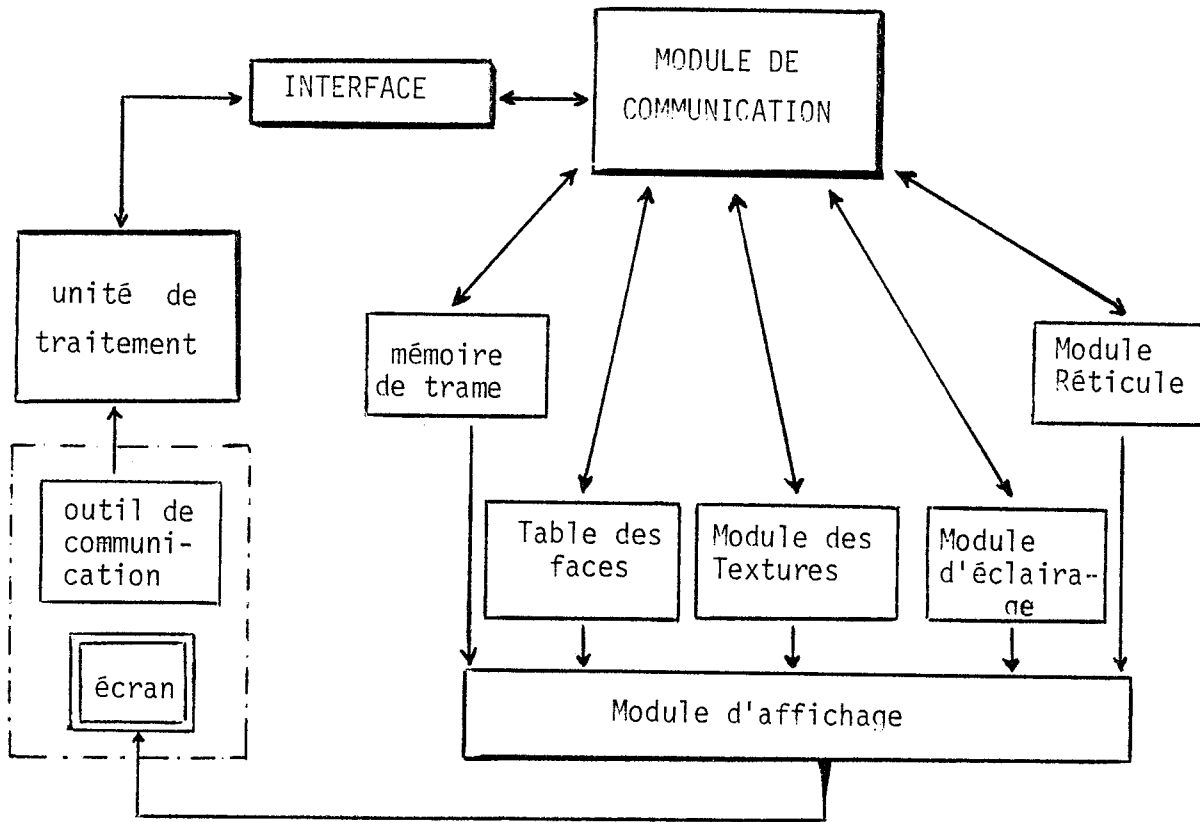 MODULE DE
COMMUNICATION
INTERFACE
unité de
traitement
mémoire
de trame
Module
Réticule
outil de
communi-
cation
Table des
faces
Module des
Textures
Module
d'éclaira-
ge
écran
Module d'affichage